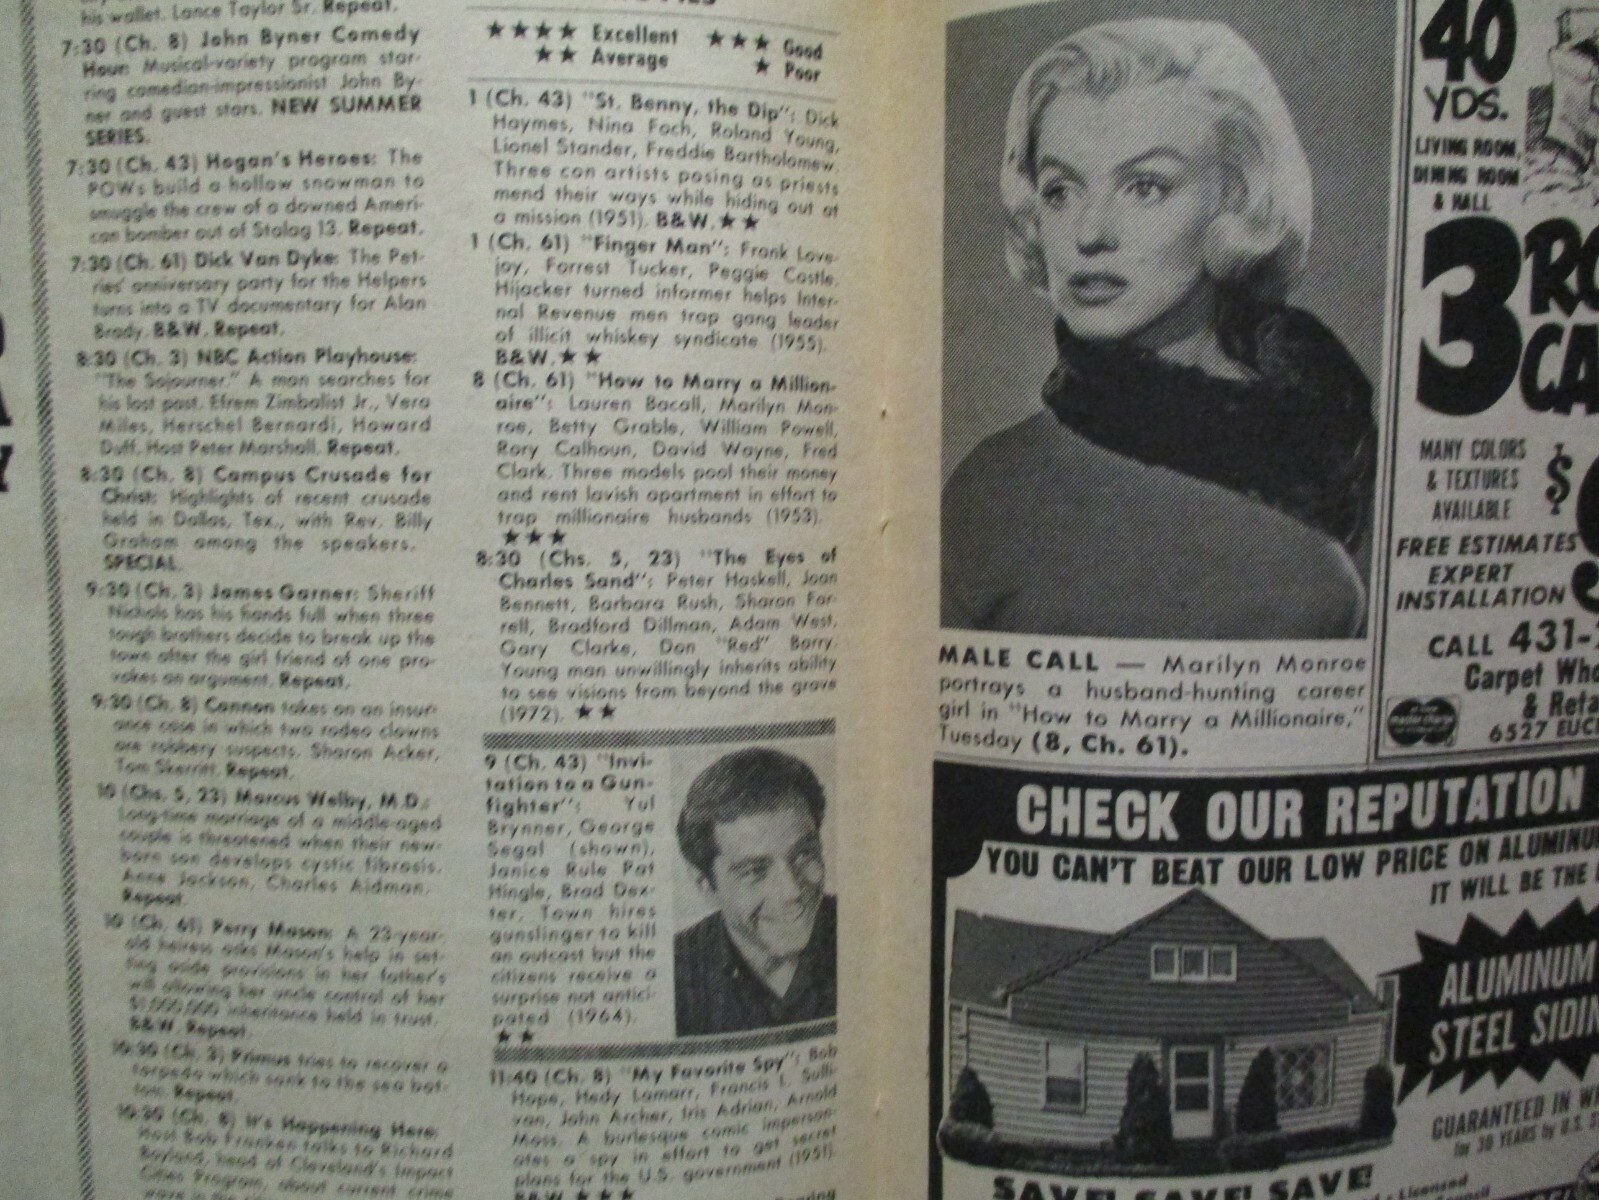 his wallet. Lance Taylor Sr. Repeat.
7:30 (Ch. 8) John Byner Comedy
Hour: Musical-variety program star-
ring comedian-impressionist John By-
ner and guest stars. NEW SUMMER
SERIES.
7:30 (Ch. 43) Hogan's Heroes: The
POWs build a hollow snowman to
smuggle the crew of a downed Ameri-
can bomber out of Stalag 13. Repeat.
7:30 (Ch. 61) Dick Van Dyke: The Pet-
ries' anniversary party for the Helpers
turns into a TV documentary for Alan
Brady. B&W. Repeat.
8:30 (Ch. 3) NBC Action Playhouse:
"The Sojourner." A man searches for
his lost past. Efrem Zimbalist Jr., Vera
Miles, Herschel Bernardi, Howard
Duff. Host Peter Marshall. Repeat.
8:30 (Ch. 8) Campus Crusade for
Christ: Highlights of recent crusade
held in Dallas, Tex., with Rev. Billy
Graham among the speakers.
SPECIAL.
9:30 (Ch. 3) James Garner: Sheriff
Nichols has his hands full when three
tough brothers decide to break up the
town after the girl friend of one pro-
vokes an argument. Repeat.
9:30 (Ch. 8) Cannon takes on an insur-
ance case in which two rodeo clowns
are robbery suspects. Sharon Acker,
Tom Skerritt. Repeat.
10 (Chs. 5, 23) Marcus Welby, M.D.:
Long-time marriage of a middle-aged
couple is threatened when their new-
born son develops cystic fibrosis.
Anne Jackson, Charles Aidman.
Repeat.
10 (Ch. 61) Perry Mason: A 23-year-
old heiress asks Mason's help in set-
ting aside provisions in her father's
will allowing her uncle control of her
$1,000,000 inheritance held in trust.
B&W. Repeat.
10:30 (Ch. 3) Primus tries to recover a
torpedo which sank to the sea bot-
tom. Repeat.
10:30 (Ch. 8) It's Happening Here:
Host Bob Franken talks to Richard
Boylund, head of Cleveland's Impact
Cities Program, about current crime
★★★★ Excellent ★★★ Good
★★ Average ★ Poor
1 (Ch. 43) "St. Benny, the Dip": Dick
Haymes, Nina Foch, Roland Young,
Lionel Stander, Freddie Bartholomew.
Three con artists posing as priests
mend their ways while hiding out at
a mission (1951). B&W. ★★
1 (Ch. 61) "Finger Man": Frank Love-
joy, Forrest Tucker, Peggie Castle.
Hijacker turned informer helps Inter-
nal Revenue men trap gang leader
of illicit whiskey syndicate (1955).
B&W. ★★
8 (Ch. 61) "How to Marry a Million-
aire": Lauren Bacall, Marilyn Mon-
roe, Betty Grable, William Powell,
Rory Calhoun, David Wayne, Fred
Clark. Three models pool their money
and rent lavish apartment in effort to
trap millionaire husbands (1953).
★★★
8:30 (Chs. 5, 23) "The Eyes of
Charles Sand": Peter Haskell, Joan
Bennett, Barbara Rush, Sharon Far-
rell, Bradford Dillman, Adam West,
Gary Clarke, Don "Red" Barry.
Young man unwillingly inherits ability
to see visions from beyond the grave
(1972). ★★
9 (Ch. 43) "Invi-
tation to a Gun-
fighter": Yul
Brynner, George
Segal (shown),
Janice Rule Pat
Hingle, Brad Dex-
ter. Town hires
gunslinger to kill
an outcast but the
citizens receive a
surprise not antici-
pated (1964).
★★
11:40 (Ch. 8) "My Favorite Spy": Bob
Hope, Hedy Lamarr, Francis L. Sulli-
van, John Archer, Iris Adrian, Arnold
Moss. A burlesque comic imperson-
ates a spy in effort to get secret
plans for the U.S. government (1951).
B&W ★★★
MALE CALL — Marilyn Monroe
portrays a husband-hunting career
girl in "How to Marry a Millionaire,"
Tuesday (8, Ch. 61).
40
YDS.
LIVING ROOM,
DINING ROOM
& HALL
3 RO
CA
MANY COLORS
& TEXTURES
AVAILABLE
$
FREE ESTIMATES
EXPERT
INSTALLATION
CALL 431-
Carpet Who
& Reta
master charge
6527 EUC
CHECK OUR REPUTATION
YOU CAN'T BEAT OUR LOW PRICE ON ALUMINU
IT WILL BE THE
ALUMINUM
STEEL SIDIN
GUARANTEED IN W
for 30 YEARS by U.S. S
SAVE! SAVE! SAVE!
Licensed